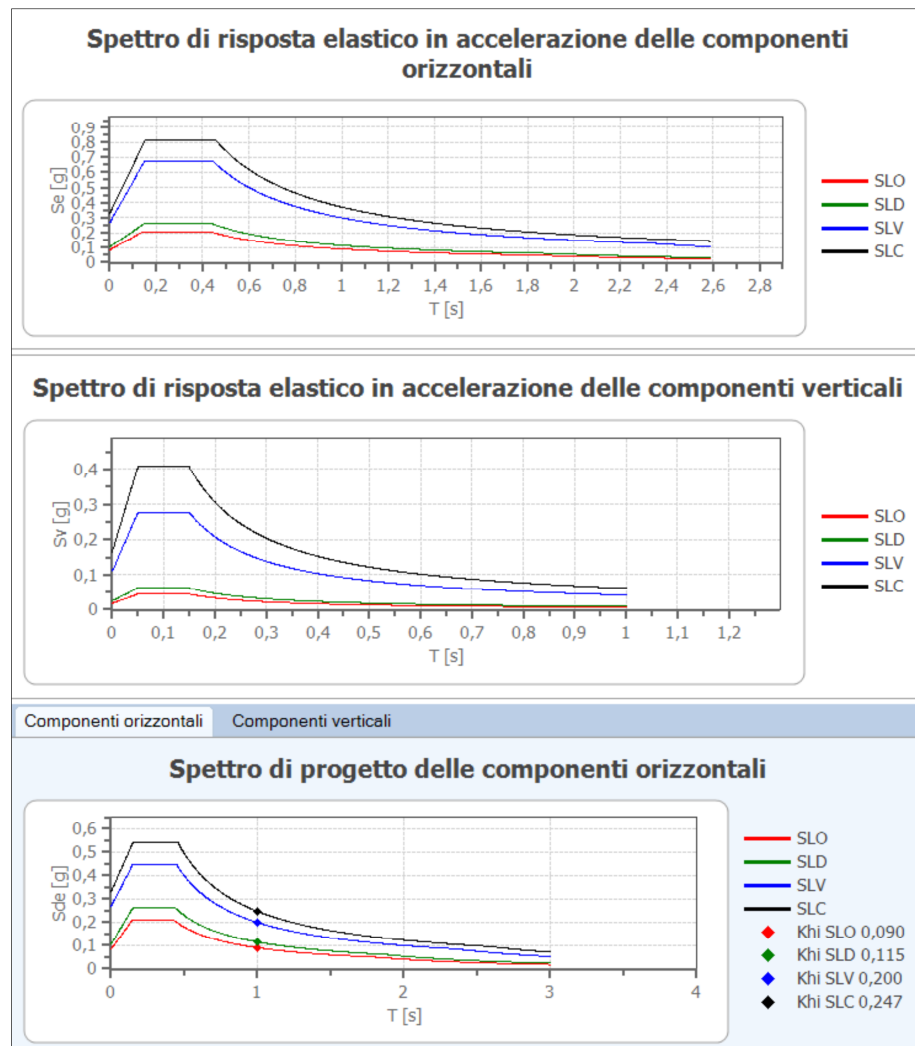 Spettro di risposta elastico in accelerazione delle componenti
orizzontali
0,9
0,8
0,7
0,6
0,5
0,4
0,3
0,2
0,1
0
Se [g]
0 0,2 0,4 0,6 0,8 1 1,2 1,4 1,6 1,8 2 2,2 2,4 2,6 2,8
T [s]
SLO
SLD
SLV
SLC
Spettro di risposta elastico in accelerazione delle componenti verticali
0,4
0,3
0,2
0,1
0
Sv [g]
0 0,1 0,2 0,3 0,4 0,5 0,6 0,7 0,8 0,9 1 1,1 1,2
T [s]
SLO
SLD
SLV
SLC
Componenti orizzontali Componenti verticali
Spettro di progetto delle componenti orizzontali
0,6
0,5
0,4
0,3
0,2
0,1
0
Sde [g]
0 1 2 3 4
T [s]
SLO
SLD
SLV
SLC
Khi SLO 0,090
Khi SLD 0,115
Khi SLV 0,200
Khi SLC 0,247